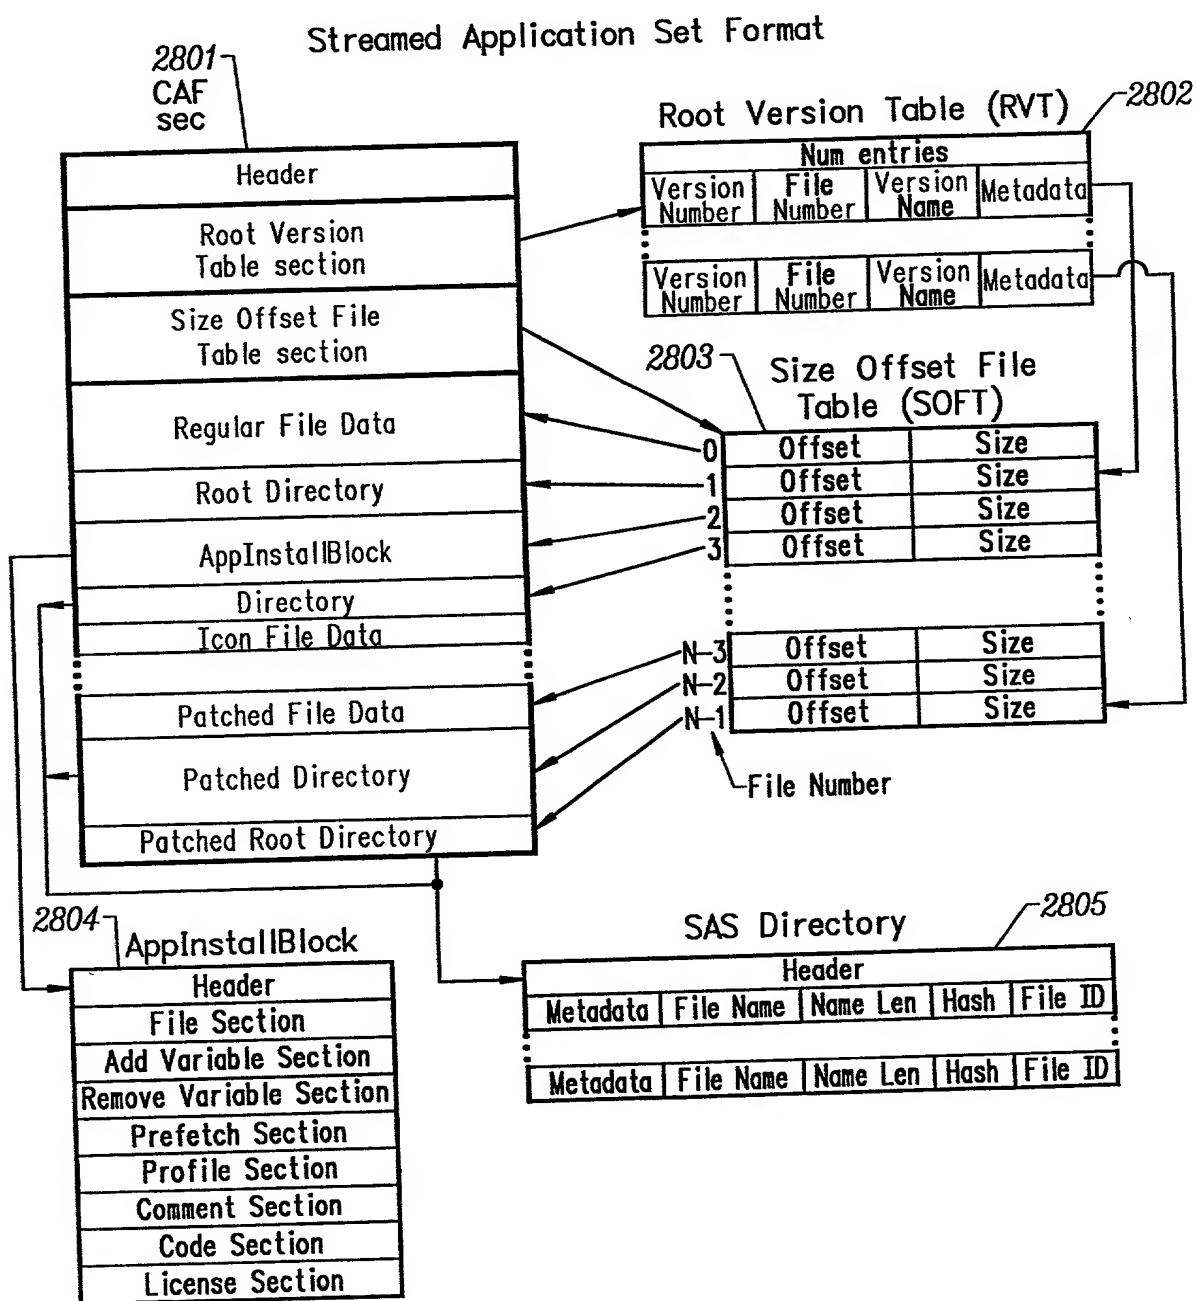 Streamed Application Set Format
2801
CAF
sec
Header
Root Version
Table section
Size Offset File
Table section
Regular File Data
Root Directory
AppInstallBlock
Directory
Icon File Data
Patched File Data
Patched Directory
Patched Root Directory
Root Version Table (RVT)
2802
Num entries
Version Number File Number Version Name Metadata
Version Number File Number Version Name Metadata
2803
Size Offset File
Table (SOFT)
0 Offset Size
1 Offset Size
2 Offset Size
3 Offset Size
N-3 Offset Size
N-2 Offset Size
N-1 Offset Size
File Number
2804
AppInstallBlock
Header
File Section
Add Variable Section
Remove Variable Section
Prefetch Section
Profile Section
Comment Section
Code Section
License Section
SAS Directory
2805
Header
Metadata File Name Name Len Hash File ID
Metadata File Name Name Len Hash File ID